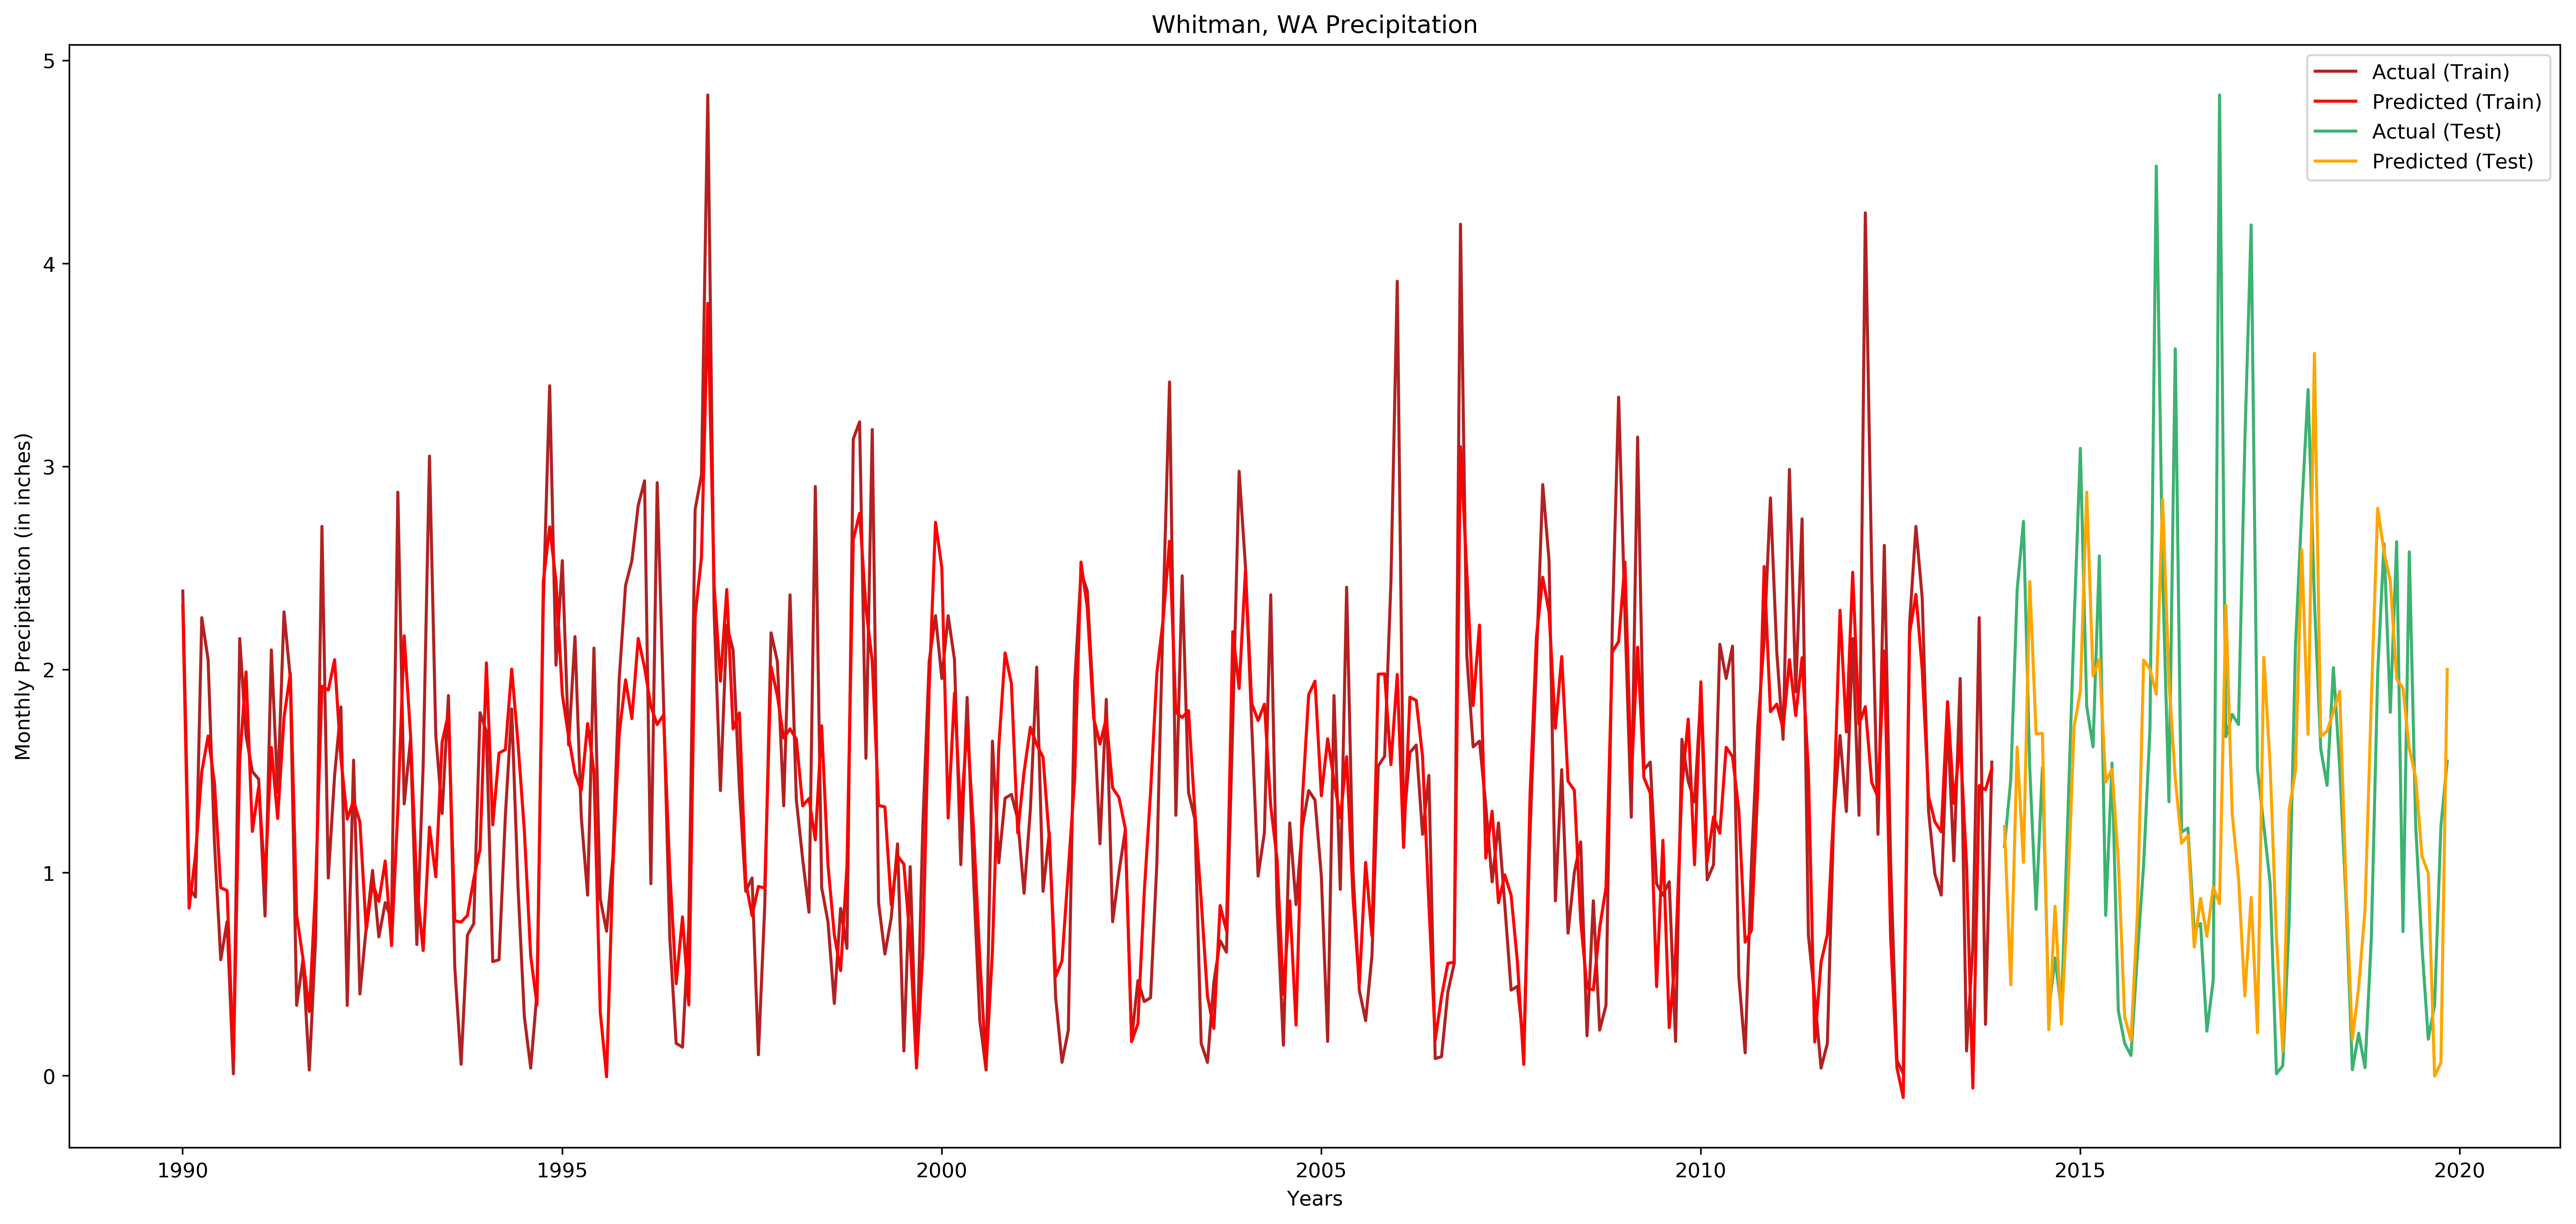 Whitman, WA Precipitation
5
4
3
2
1
0
Monthly Precipitation (in inches)
Actual (Train)
Predicted (Train)
Actual (Test)
Predicted (Test)
1990 1995 2000 2005 2010 2015 2020
Years